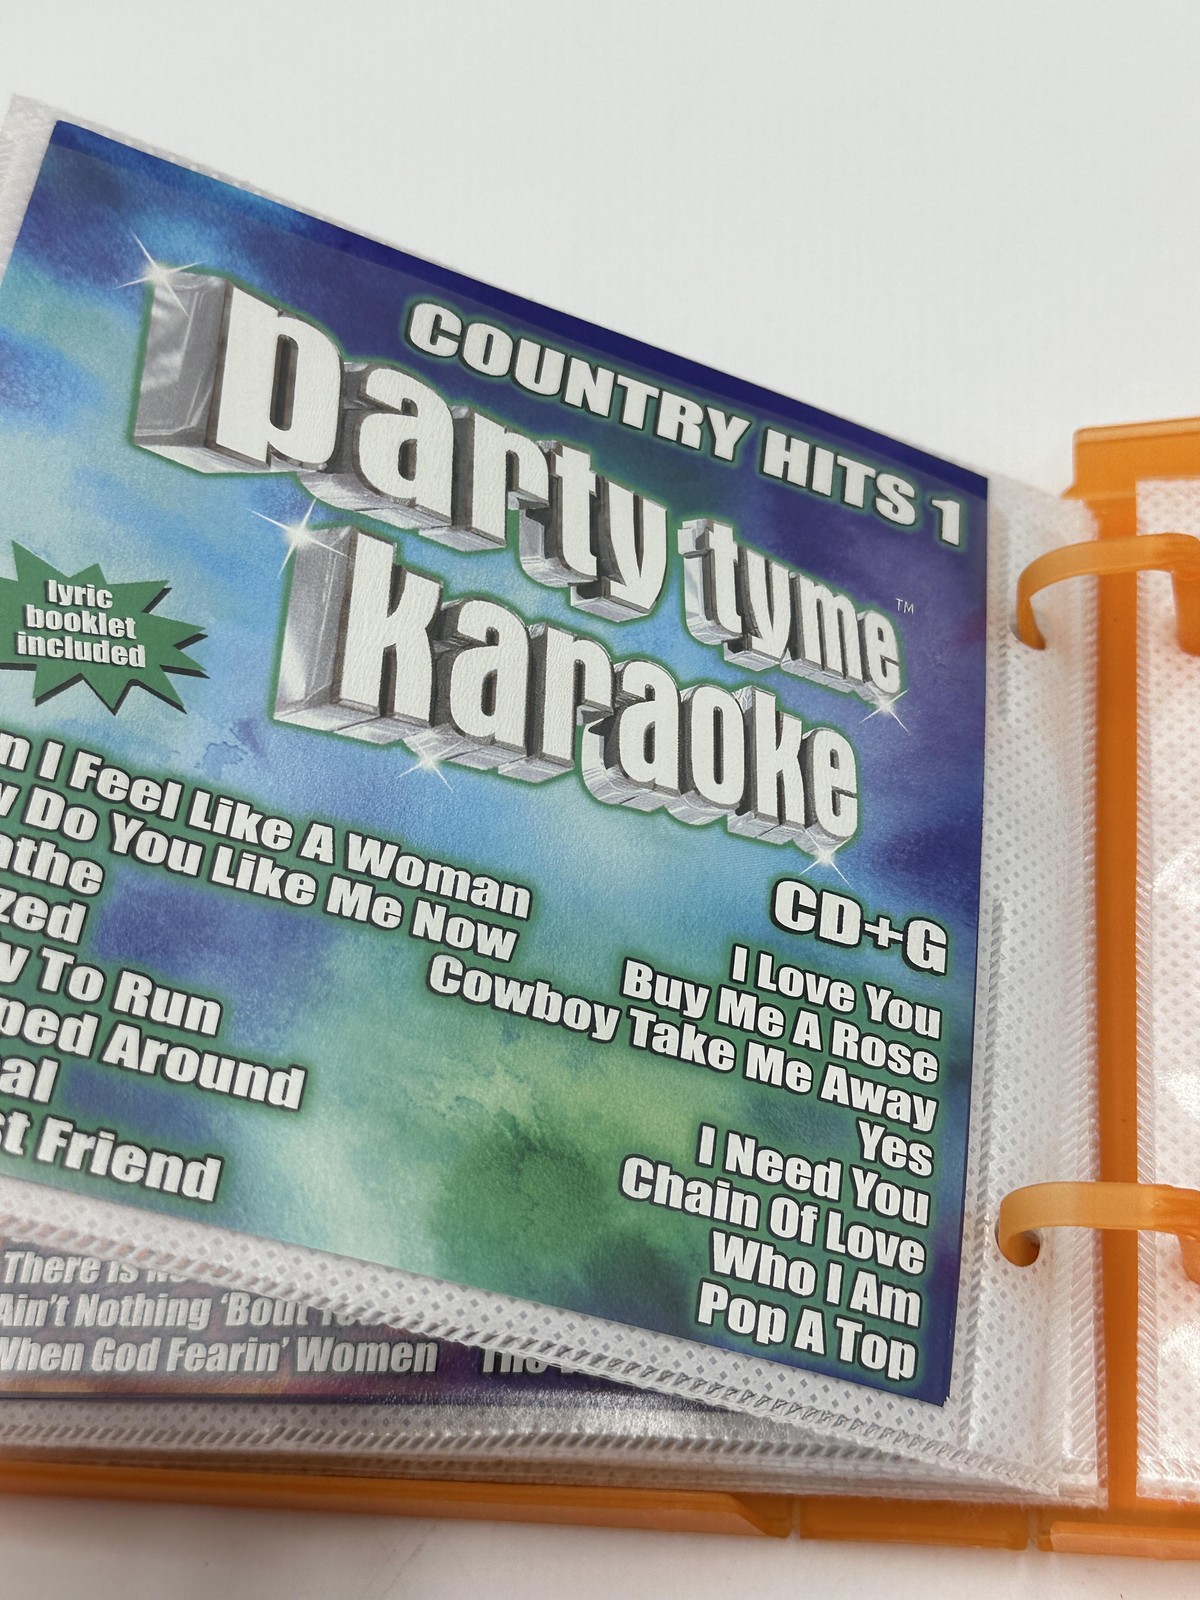 COUNTRY HITS 1
party tyme
™
karaoke
lyric
booklet
included
CD+G
n I Feel Like A Woman
Do You Like Me Now
athe
zed
To Run
ped Around
al
st Friend
I Love You
Buy Me A Rose
Cowboy Take Me Away
Yes
I Need You
Chain Of Love
Who I Am
Pop A Top
There Is
Ain't Nothing 'Bout
When God Fearin' Women